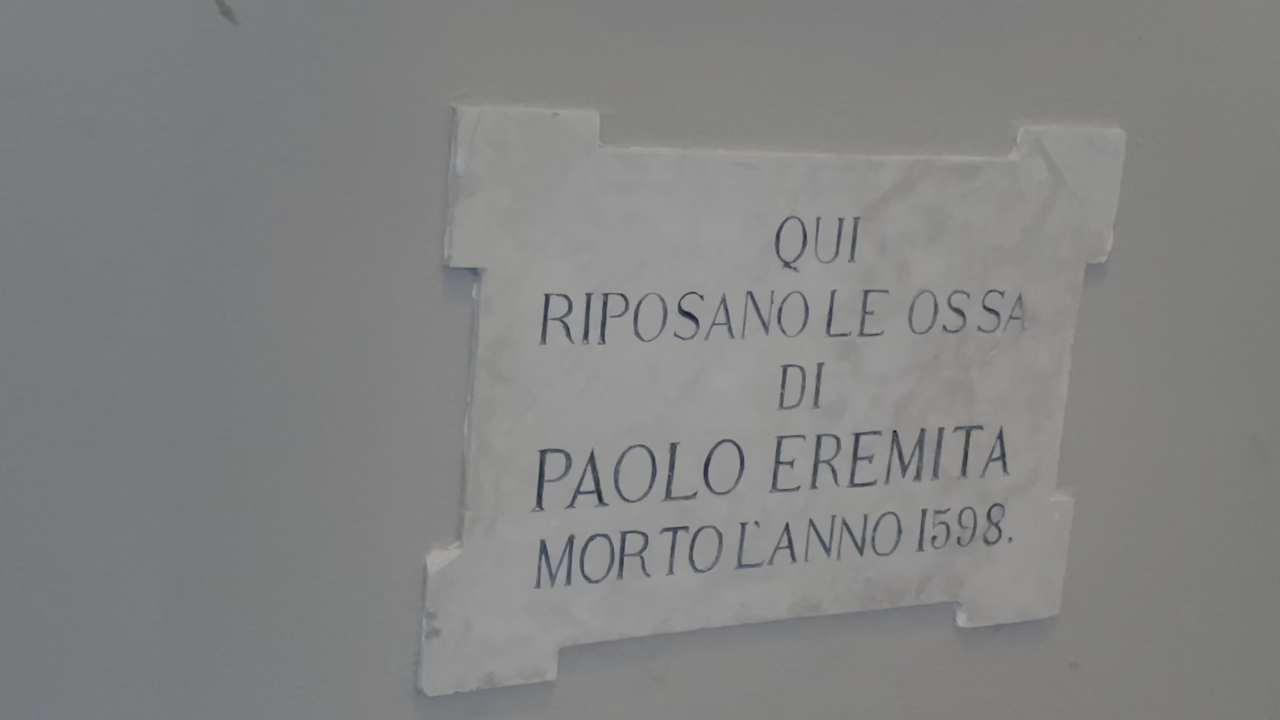 QUI
RIPOSANO LE OSSA
DI
PAOLO EREMITA
MORTO L'ANNO 1598.